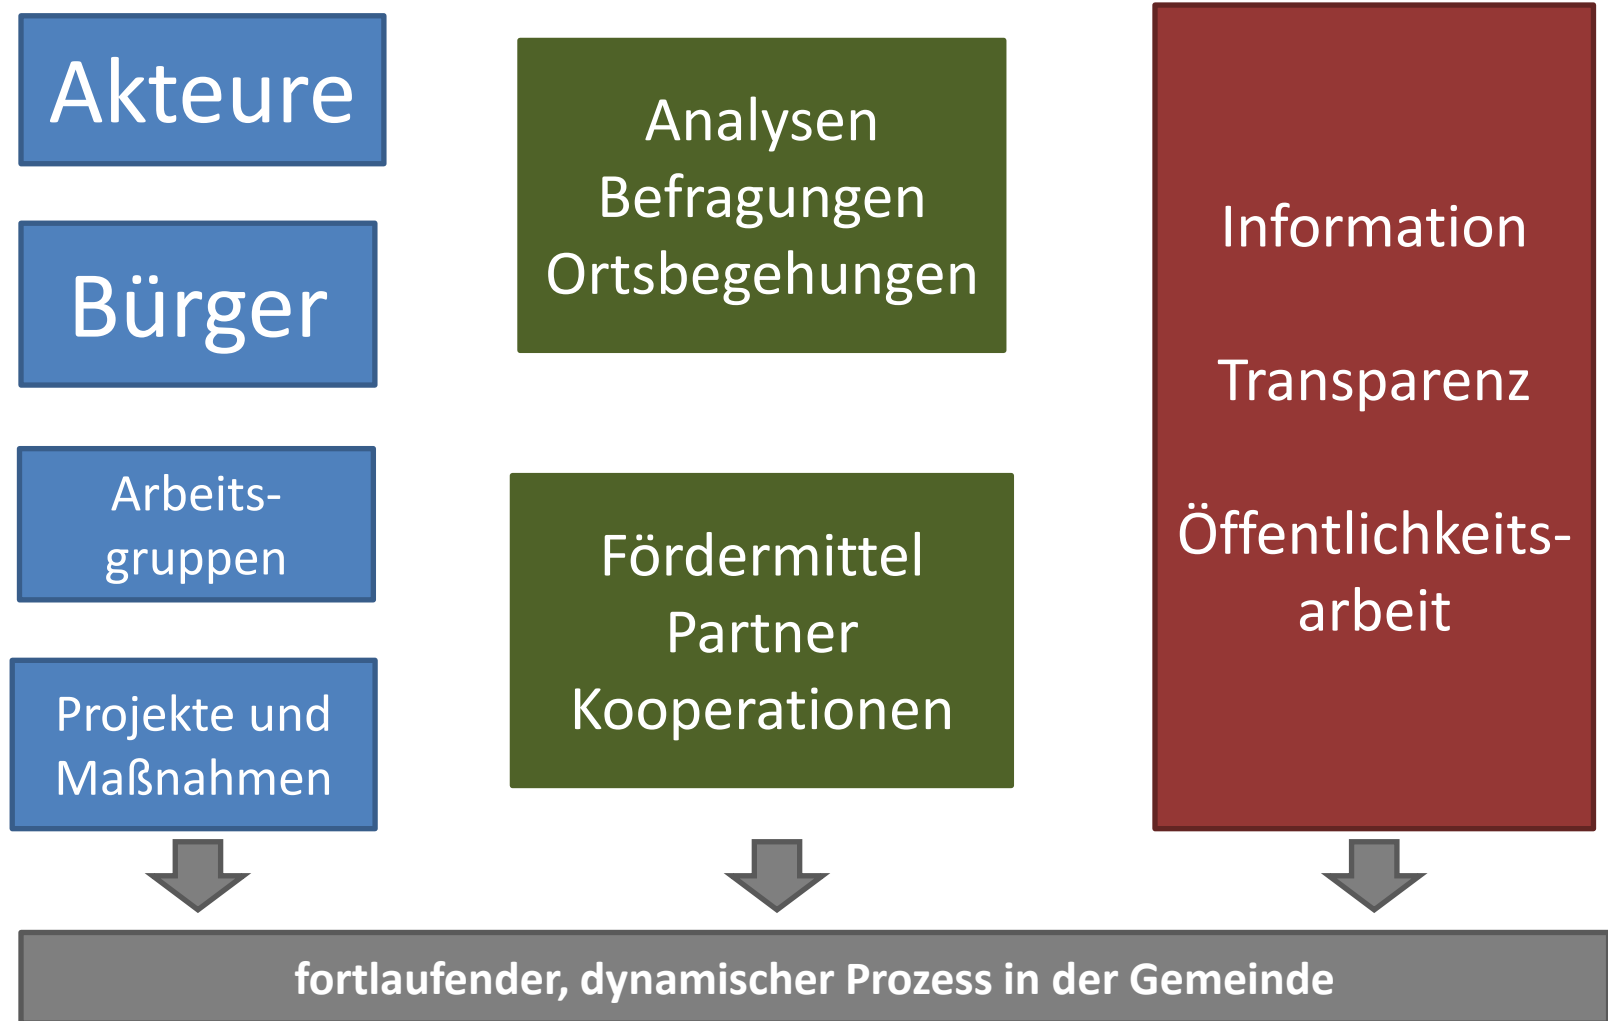 Akteure
Bürger
Arbeits-
gruppen
Projekte und
Maßnahmen
Analysen
Befragungen
Ortsbegehungen
Fördermittel
Partner
Kooperationen
Information
Transparenz
Öffentlichkeits-
arbeit
fortlaufender, dynamischer Prozess in der Gemeinde